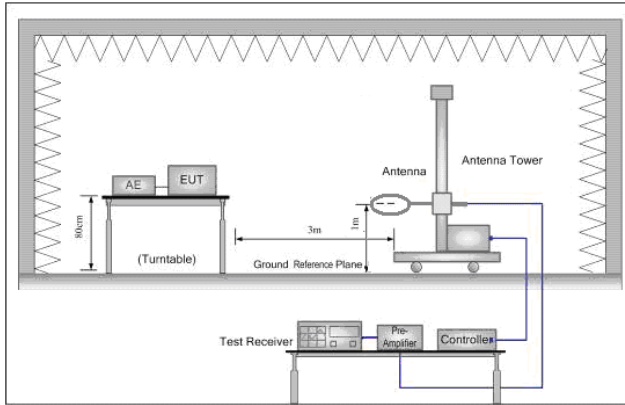 Antenna
Antenna Tower
AE
EUT
80cm
(Turntable)
3m
1m
Ground Reference Plane
Test Receiver
Pre-
Amplifier
Controller